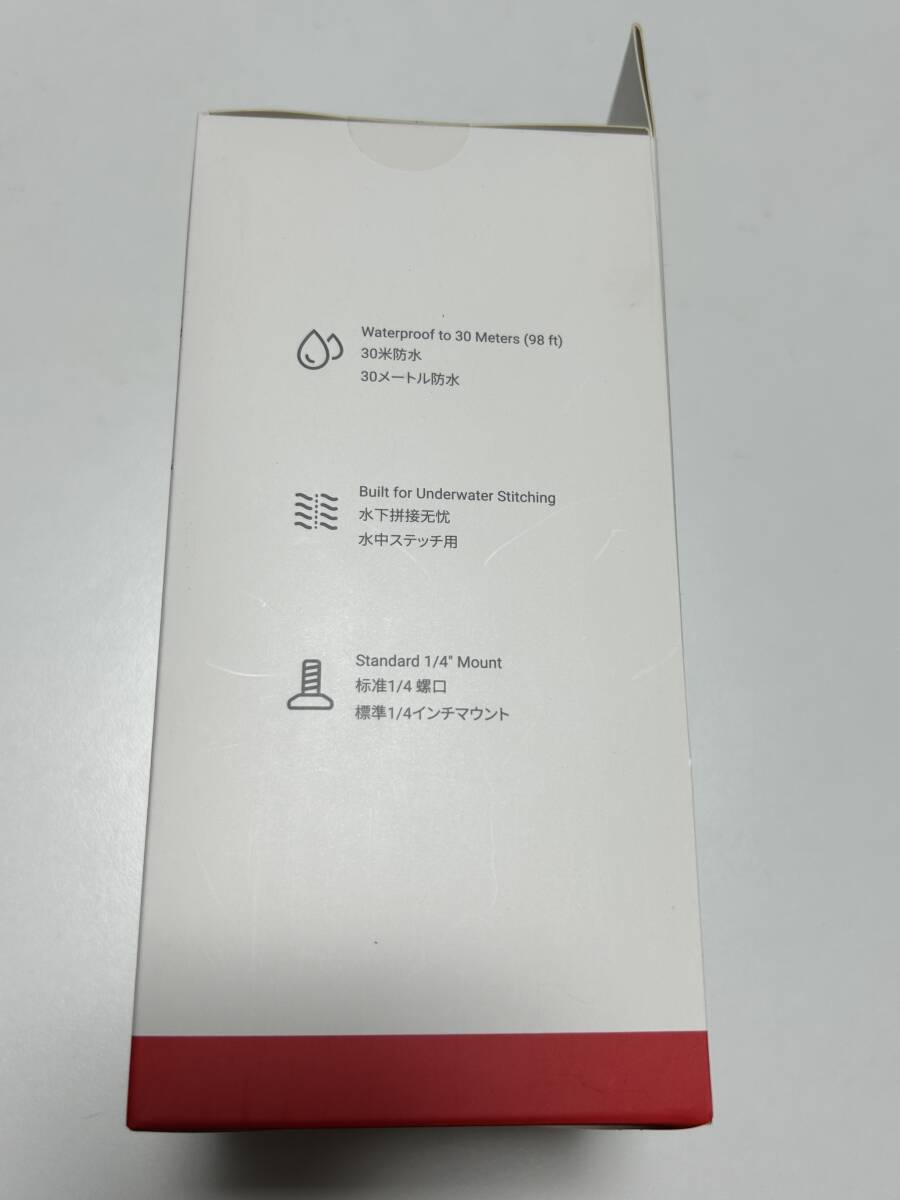 Waterproof to 30 Meters (98 ft)
30米防水
30メートル防水
Built for Underwater Stitching
水下拼接无忧
水中ステッチ用
Standard 1/4" Mount
标准1/4 螺口
標準1/4インチマウント